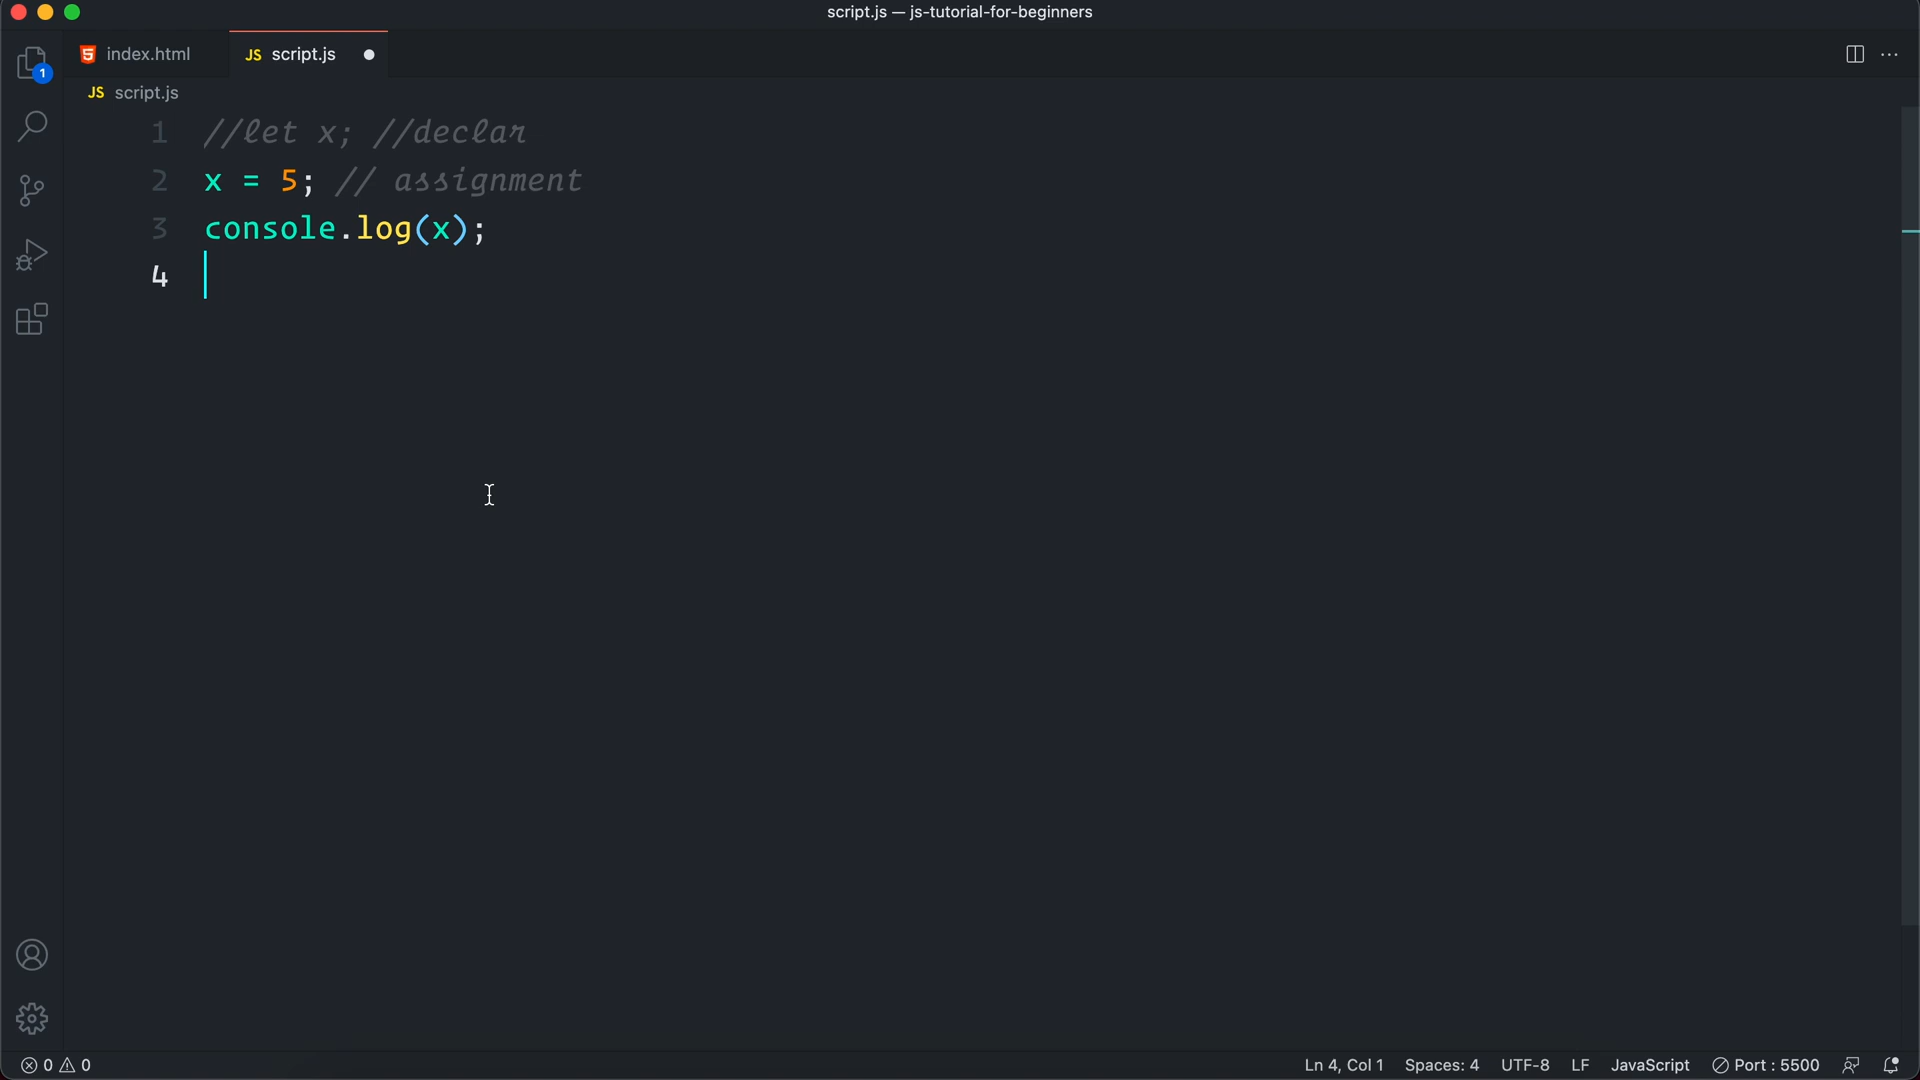 script.js — js-tutorial-for-beginners
index.html
JS script.js
1
JS script.js
1 //let x; //declar
2 x = 5; // assignment
3 console.log(x);
4
0 0
Ln 4, Col 1 Spaces: 4 UTF-8 LF JavaScript Port : 5500